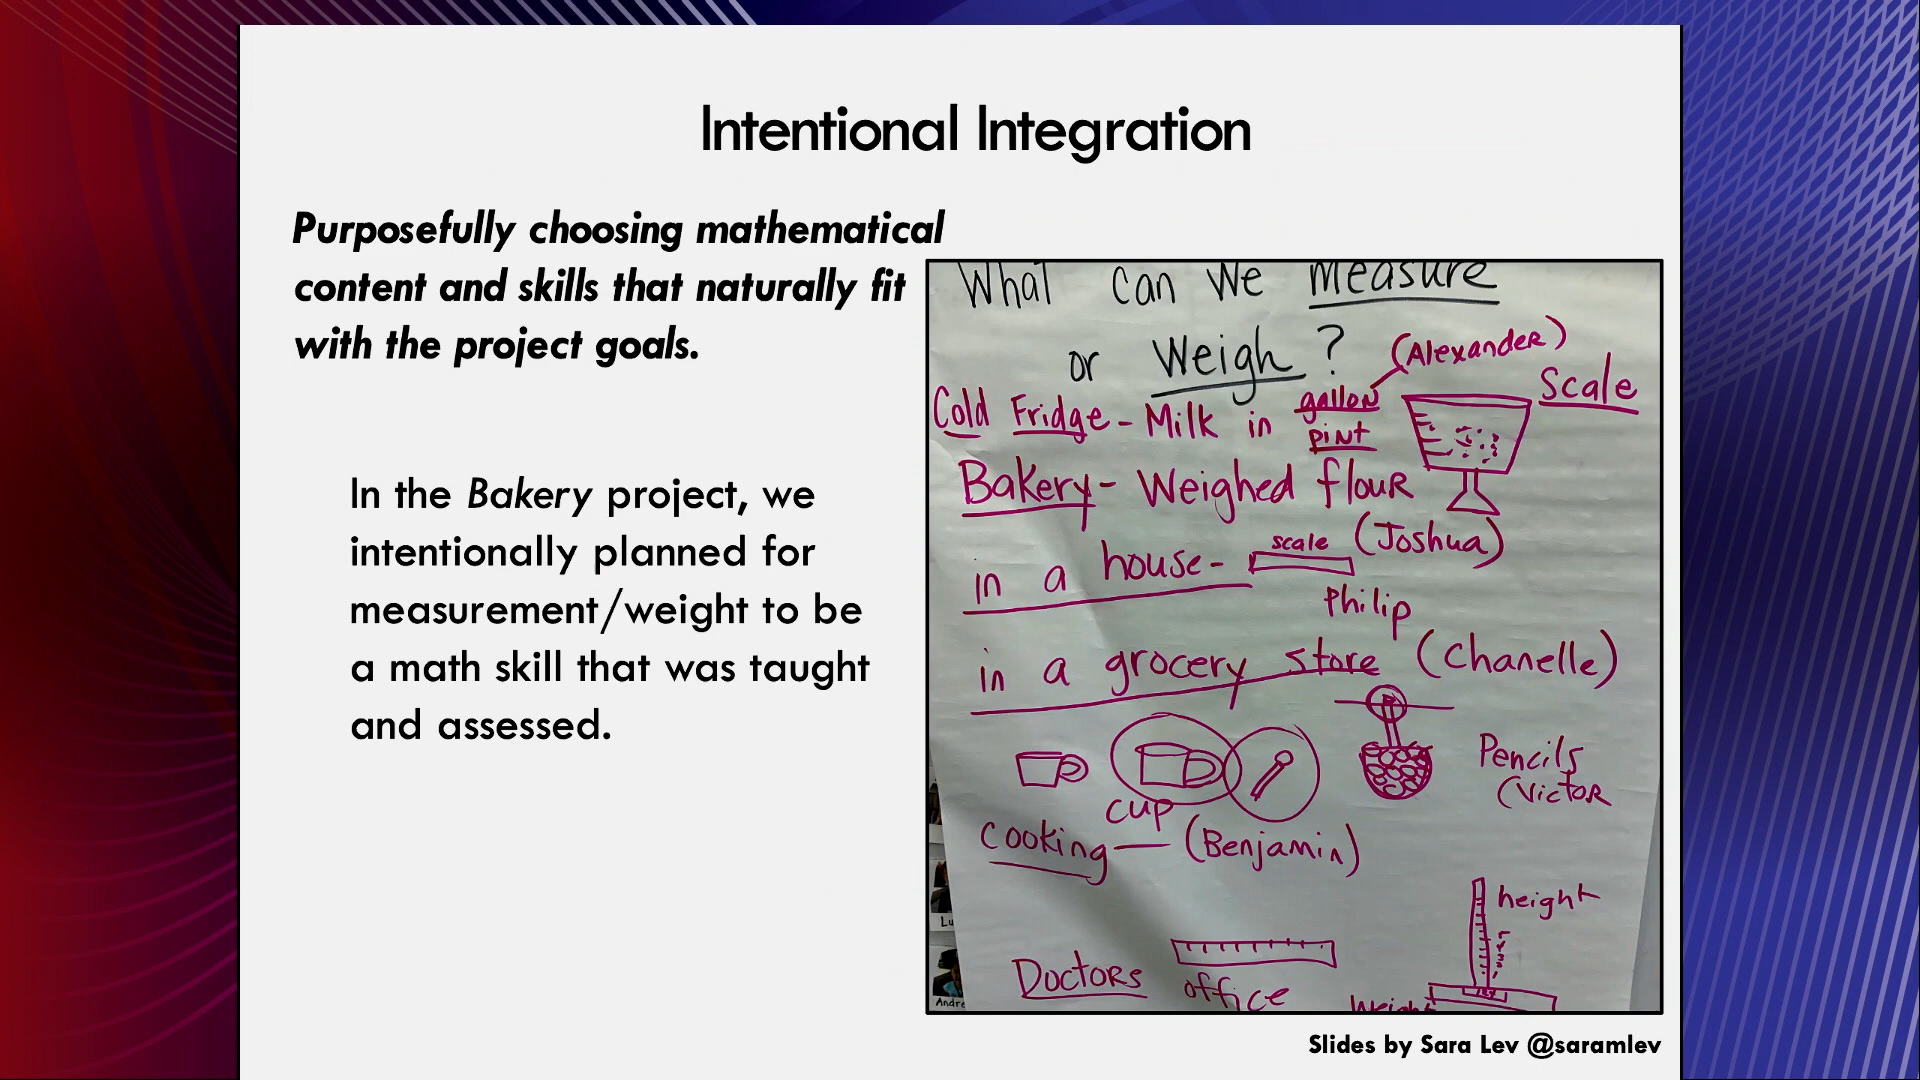 Intentional Integration
Purposefully choosing mathematical
content and skills that naturally fit
with the project goals.
In the Bakery project, we
intentionally planned for
measurement/weight to be
a math skill that was taught
and assessed.
What can we measure
or Weigh ?
(Alexander)
Scale
Cold Fridge - Milk in gallon
pint
Bakery - Weighed flour
(Joshua)
in a house - scale
Philip
in a grocery store (Chanelle)
Pencils
(Victor
cup
Cooking — (Benjamin)
height
Doctors office
Weight
Lu
Andre
Slides by Sara Lev @saramlev